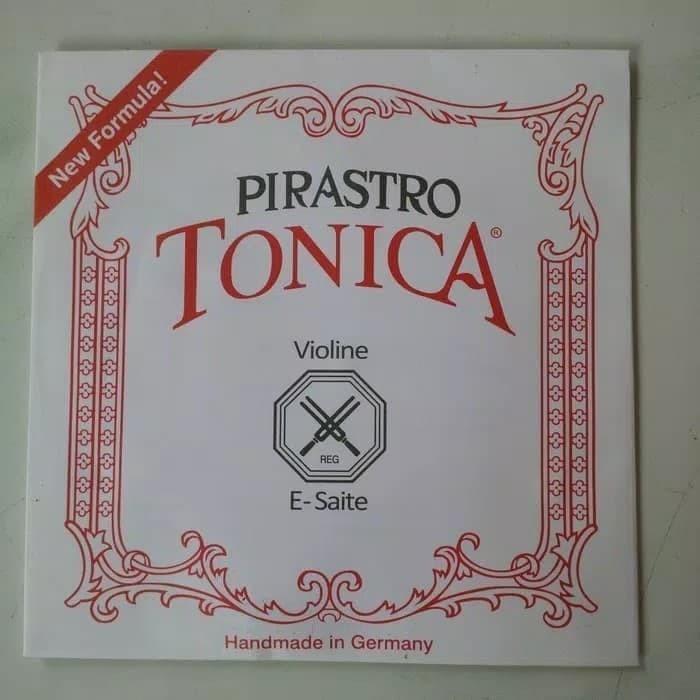 New Formula!
PIRASTRO
TONICA®
Violine
REG
E-Saite
Handmade in Germany